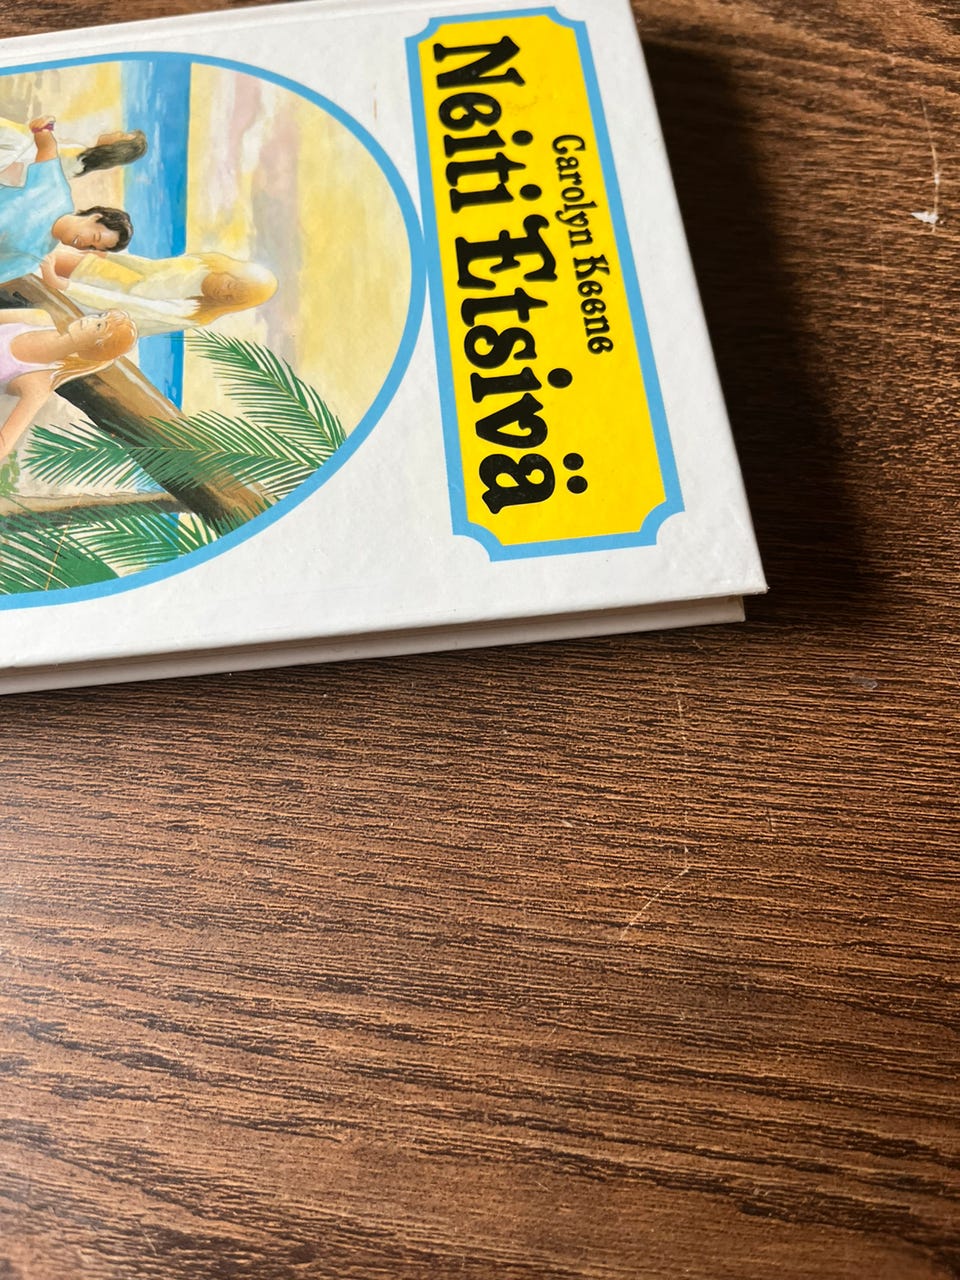 Carolyn Keene
Neiti Etsivä